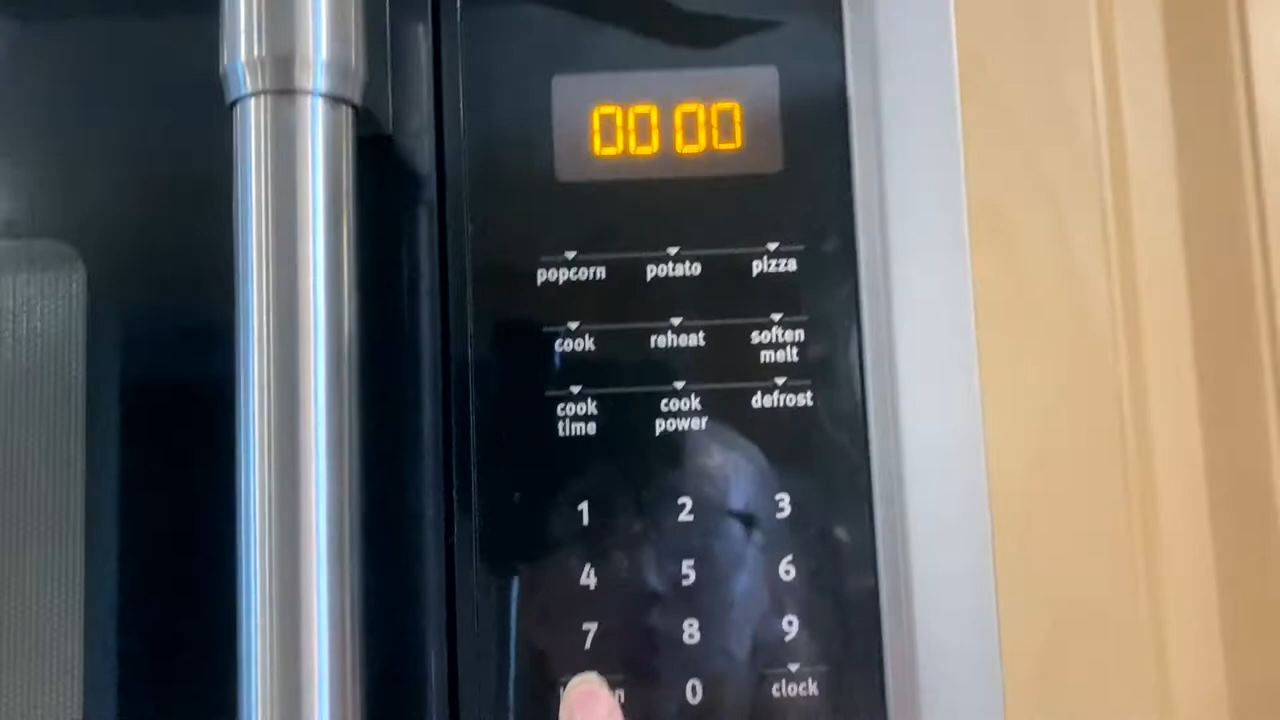 00 00
popcorn potato pizza
cook reheat soften melt
cook time cook power defrost
1 2 3
4 5 6
7 8 9
0 clock